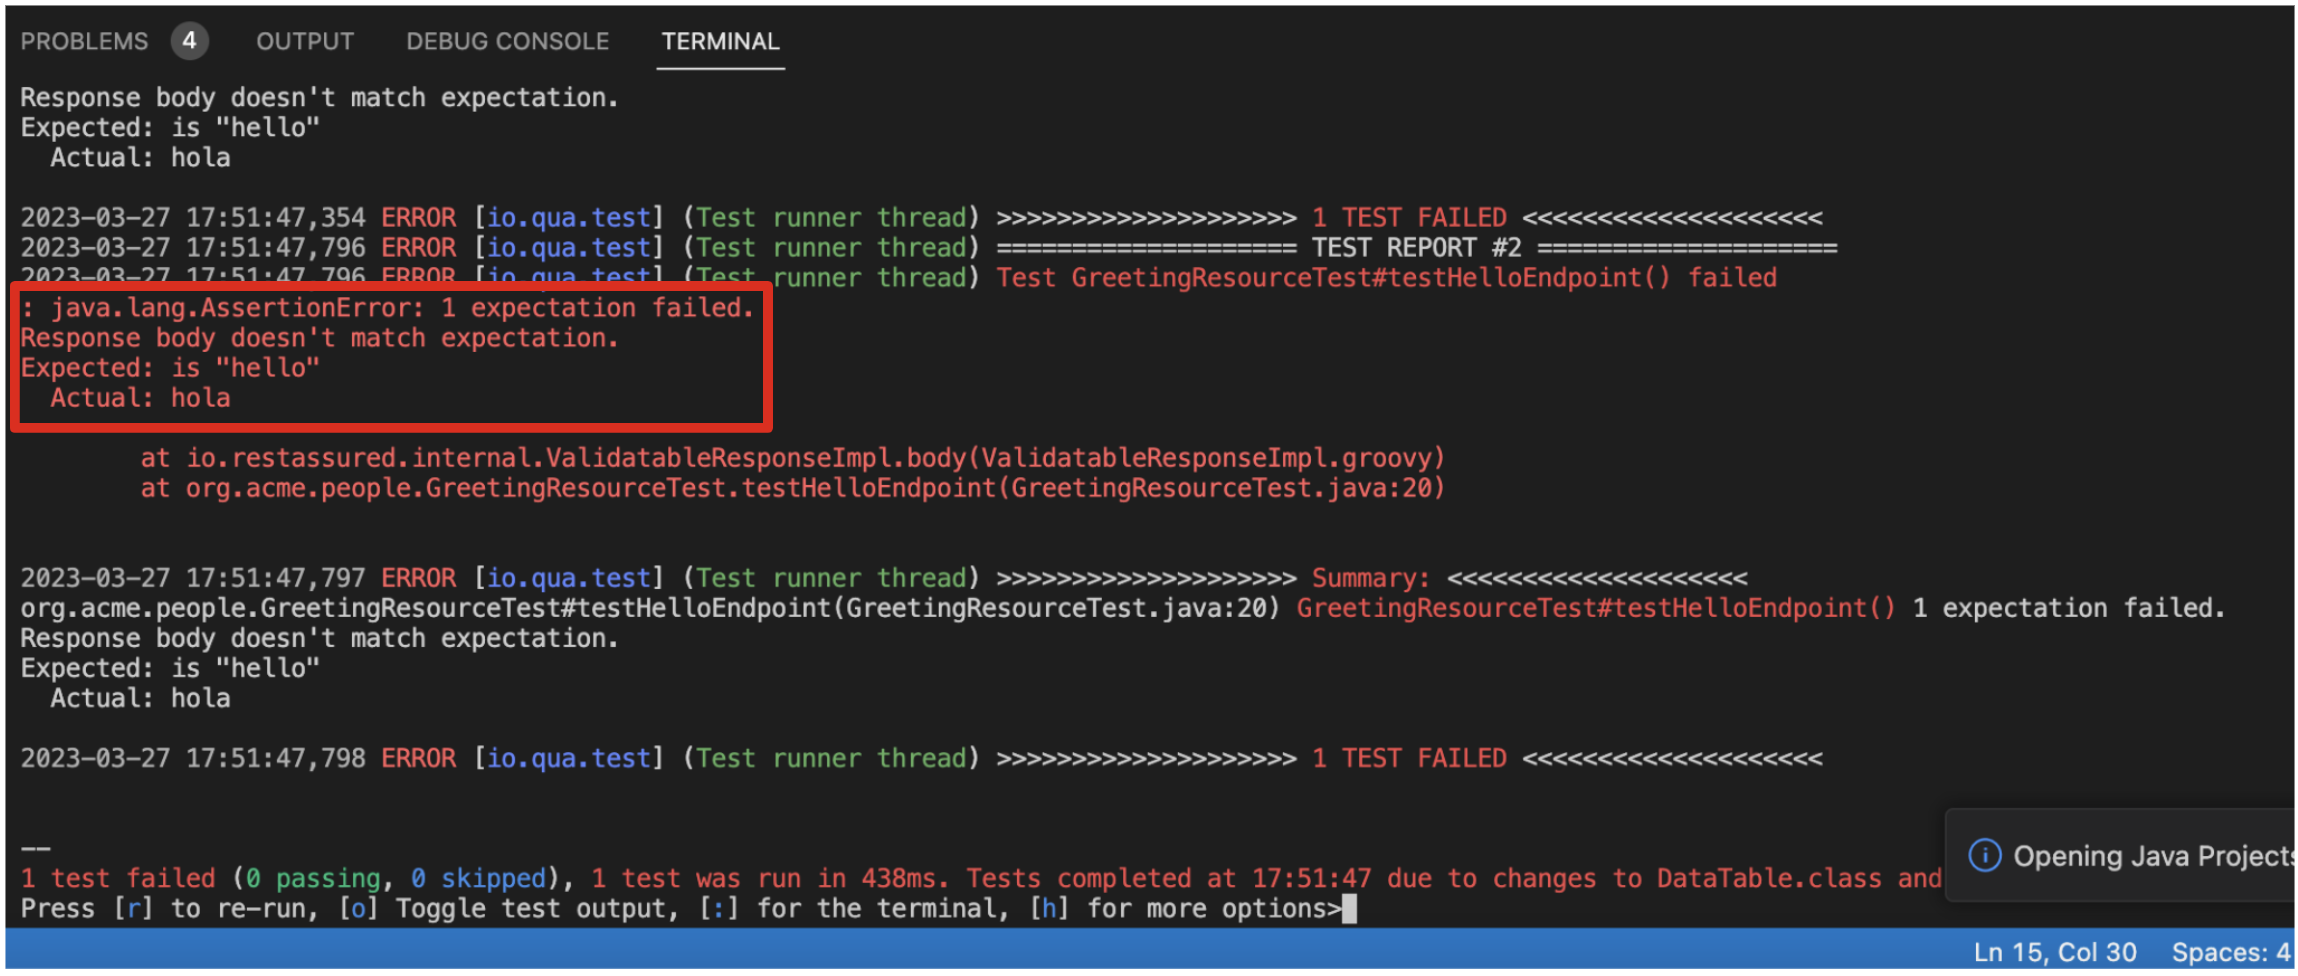 PROBLEMS 4 OUTPUT DEBUG CONSOLE TERMINAL
Response body doesn't match expectation.
Expected: is "hello"
  Actual: hola
2023-03-27 17:51:47,354 ERROR [io.qua.test] (Test runner thread) >>>>>>>>>>>>>>>>>>>> 1 TEST FAILED <<<<<<<<<<<<<<<<<<<<
2023-03-27 17:51:47,796 ERROR [io.qua.test] (Test runner thread) ==================== TEST REPORT #2 ====================
2023-03-27 17:51:47,796 ERROR [io.qua.test] (Test runner thread) Test GreetingResourceTest#testHelloEndpoint() failed
: java.lang.AssertionError: 1 expectation failed.
Response body doesn't match expectation.
Expected: is "hello"
  Actual: hola
        at io.restassured.internal.ValidatableResponseImpl.body(ValidatableResponseImpl.groovy)
        at org.acme.people.GreetingResourceTest.testHelloEndpoint(GreetingResourceTest.java:20)
2023-03-27 17:51:47,797 ERROR [io.qua.test] (Test runner thread) >>>>>>>>>>>>>>>>>>>> Summary: <<<<<<<<<<<<<<<<<<<<
org.acme.people.GreetingResourceTest#testHelloEndpoint(GreetingResourceTest.java:20) GreetingResourceTest#testHelloEndpoint() 1 expectation failed.
Response body doesn't match expectation.
Expected: is "hello"
  Actual: hola
2023-03-27 17:51:47,798 ERROR [io.qua.test] (Test runner thread) >>>>>>>>>>>>>>>>>>>> 1 TEST FAILED <<<<<<<<<<<<<<<<<<<<
--
Opening Java Projects
1 test failed (0 passing, 0 skipped), 1 test was run in 438ms. Tests completed at 17:51:47 due to changes to DataTable.class and
Press [r] to re-run, [o] Toggle test output, [:] for the terminal, [h] for more options>
Ln 15, Col 30 Spaces: 4